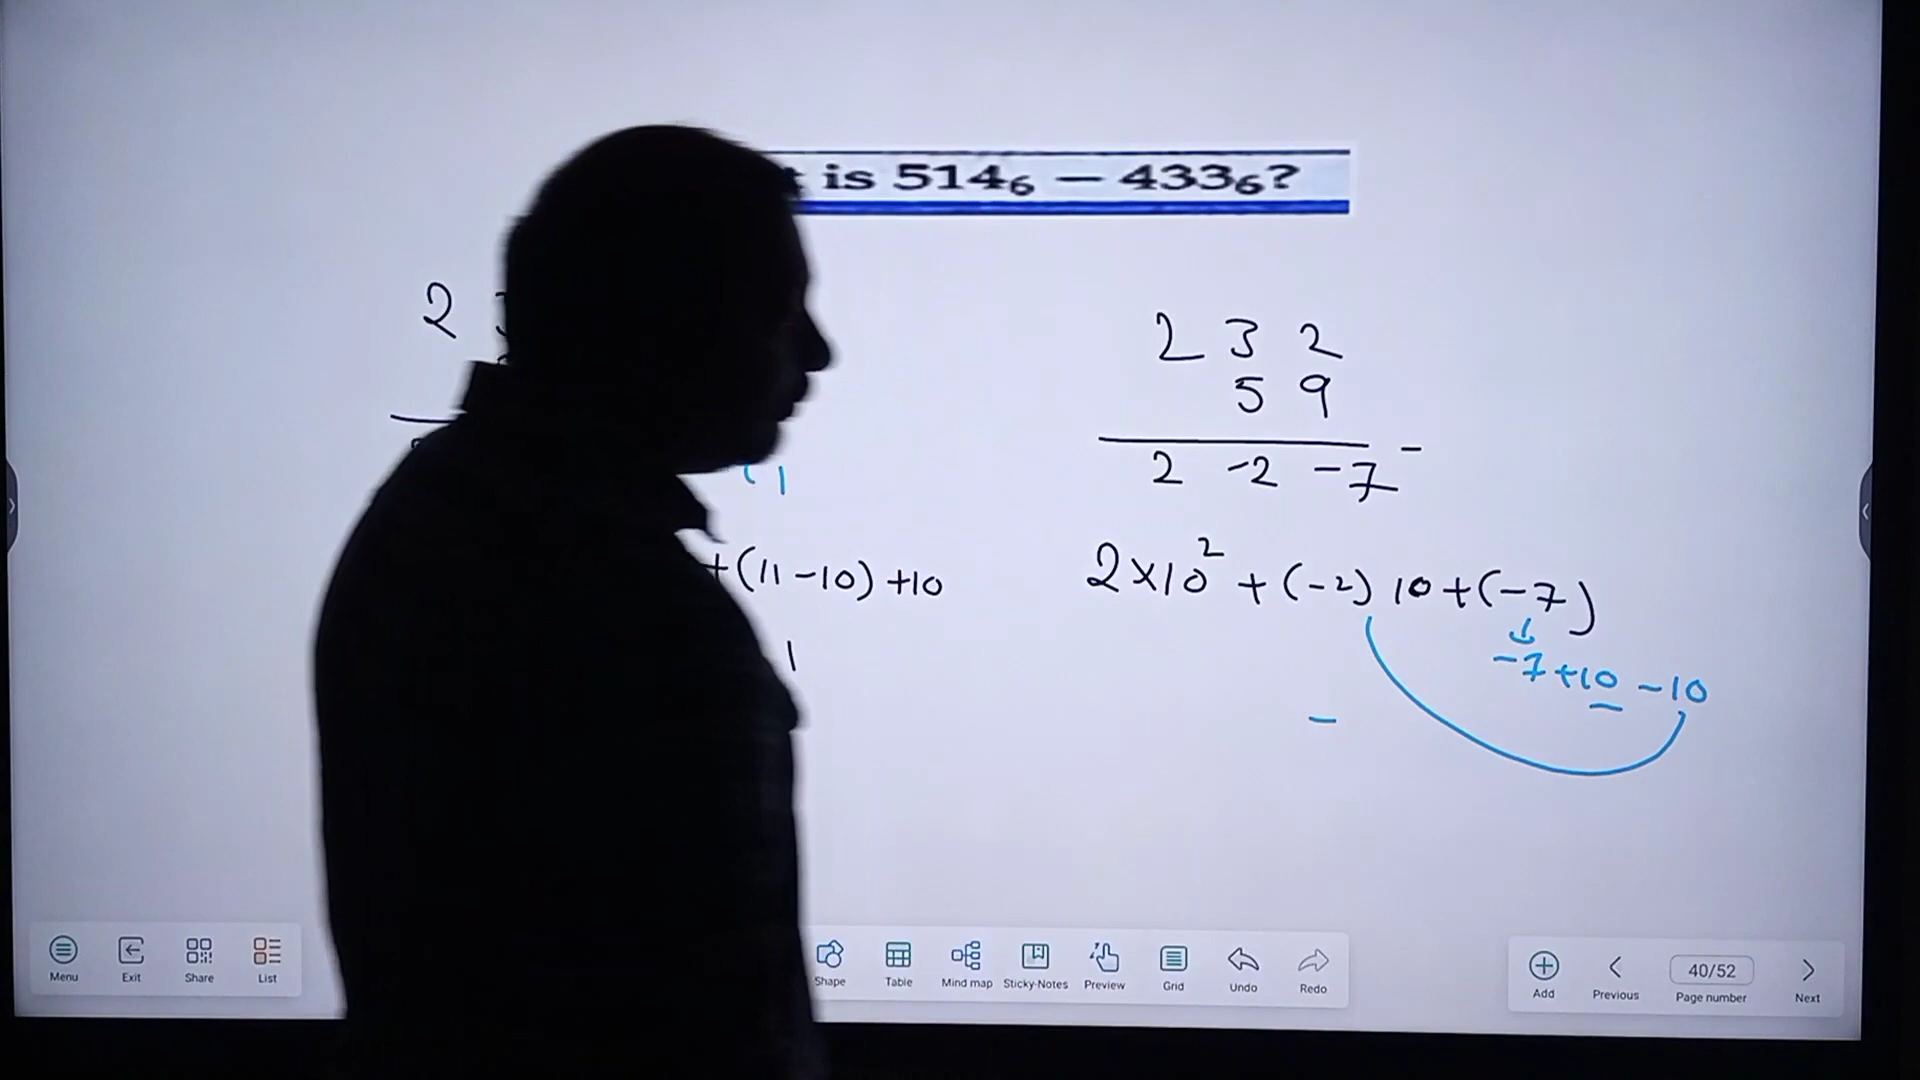 is 514₆ – 433₆?
2
2 3 2
5 9
2 -2 -7 -
+(11-10)+10
2×10² + (-2) 10 + (-7)
↓
-7+10 -10
1
-
Menu Exit Share List Shape Table Mind map Sticky-Notes Preview Grid Undo Redo Add Previous 40/52 Page number Next